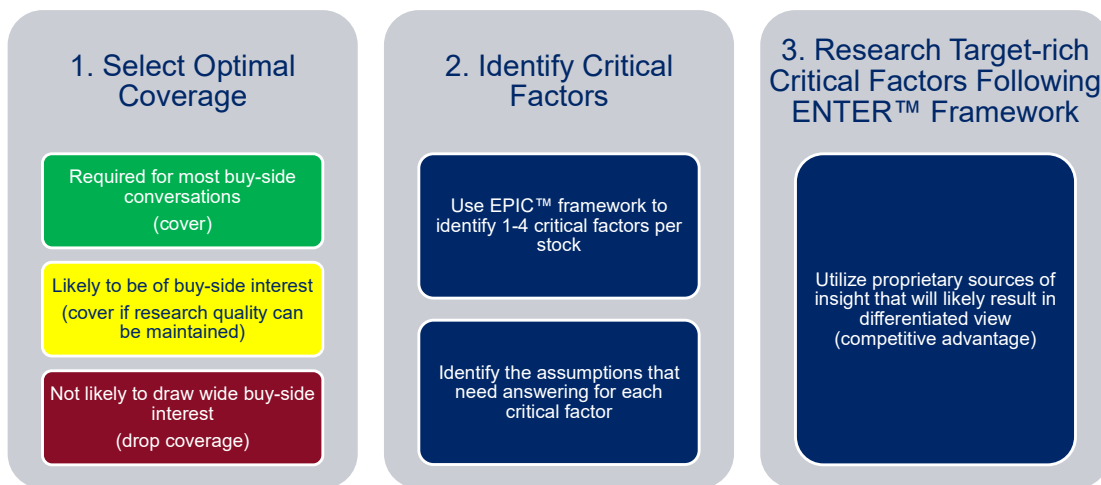 1. Select Optimal
Coverage
Required for most buy-side
conversations
(cover)
Likely to be of buy-side interest
(cover if research quality can
be maintained)
Not likely to draw wide buy-side
interest
(drop coverage)
2. Identify Critical
Factors
Use EPIC™ framework to
identify 1-4 critical factors per
stock
Identify the assumptions that
need answering for each
critical factor
3. Research Target-rich
Critical Factors Following
ENTER™ Framework
Utilize proprietary sources of
insight that will likely result in
differentiated view
(competitive advantage)